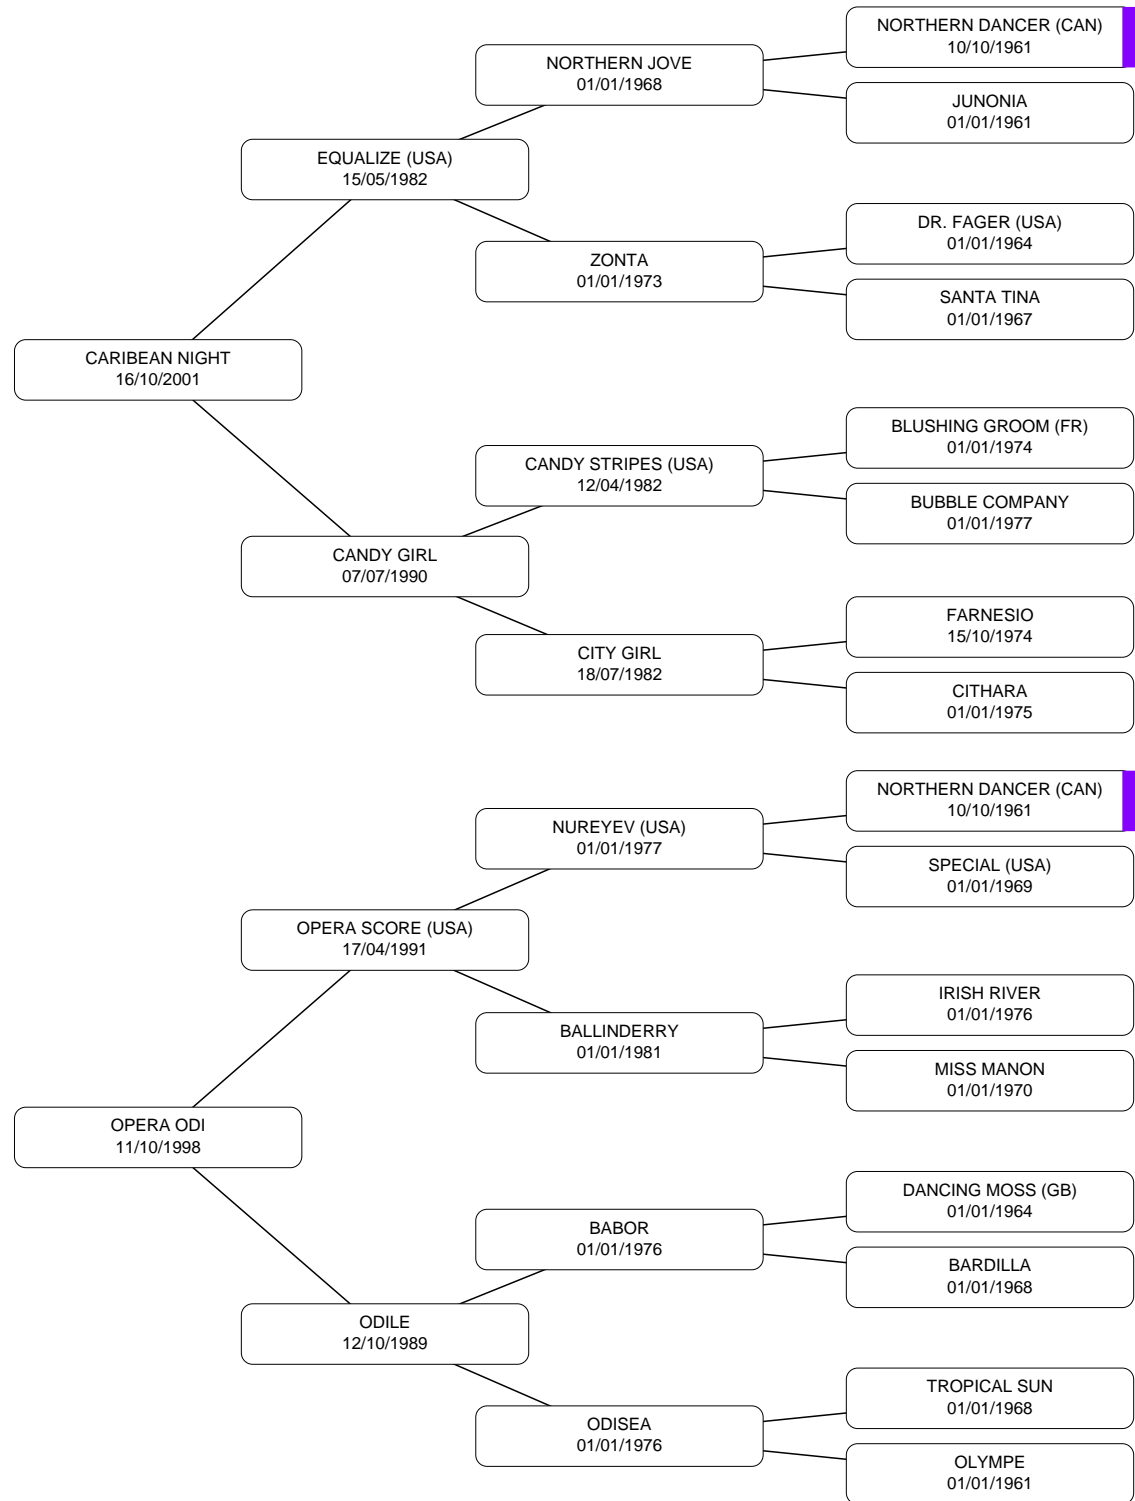 NORTHERN DANCER (CAN)
10/10/1961
NORTHERN JOVE
01/01/1968
JUNONIA
01/01/1961
EQUALIZE (USA)
15/05/1982
DR. FAGER (USA)
01/01/1964
ZONTA
01/01/1973
SANTA TINA
01/01/1967
CARIBEAN NIGHT
16/10/2001
BLUSHING GROOM (FR)
01/01/1974
CANDY STRIPES (USA)
12/04/1982
BUBBLE COMPANY
01/01/1977
CANDY GIRL
07/07/1990
FARNESIO
15/10/1974
CITY GIRL
18/07/1982
CITHARA
01/01/1975
NORTHERN DANCER (CAN)
10/10/1961
NUREYEV (USA)
01/01/1977
SPECIAL (USA)
01/01/1969
OPERA SCORE (USA)
17/04/1991
IRISH RIVER
01/01/1976
BALLINDERRY
01/01/1981
MISS MANON
01/01/1970
OPERA ODI
11/10/1998
DANCING MOSS (GB)
01/01/1964
BABOR
01/01/1976
BARDILLA
01/01/1968
ODILE
12/10/1989
TROPICAL SUN
01/01/1968
ODISEA
01/01/1976
OLYMPE
01/01/1961